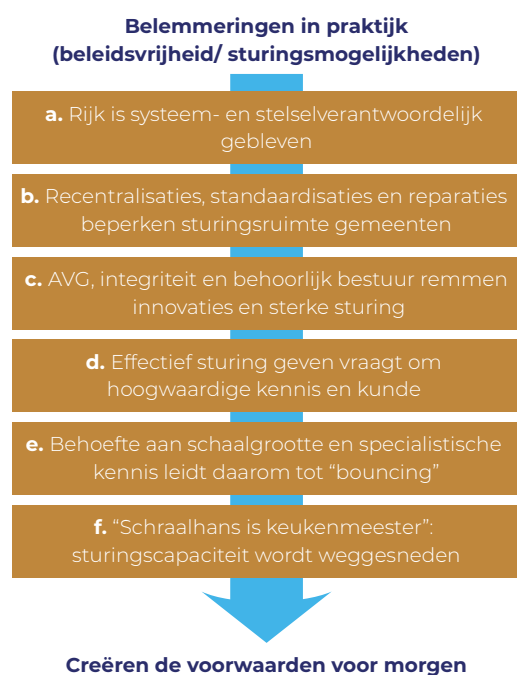 Belemmeringen in praktijk
(beleidsvrijheid/ sturingsmogelijkheden)
a. Rijk is systeem- en stelselverantwoordelijk
gebleven
b. Recentralisaties, standaardisaties en reparaties
beperken sturingsruimte gemeenten
c. AVG, integriteit en behoorlijk bestuur remmen
innovaties en sterke sturing
d. Effectief sturing geven vraagt om
hoogwaardige kennis en kunde
e. Behoefte aan schaalgrootte en specialistische
kennis leidt daarom tot “bouncing”
f. “Schraalhans is keukenmeester”:
sturingscapaciteit wordt weggesneden
Creëren de voorwaarden voor morgen